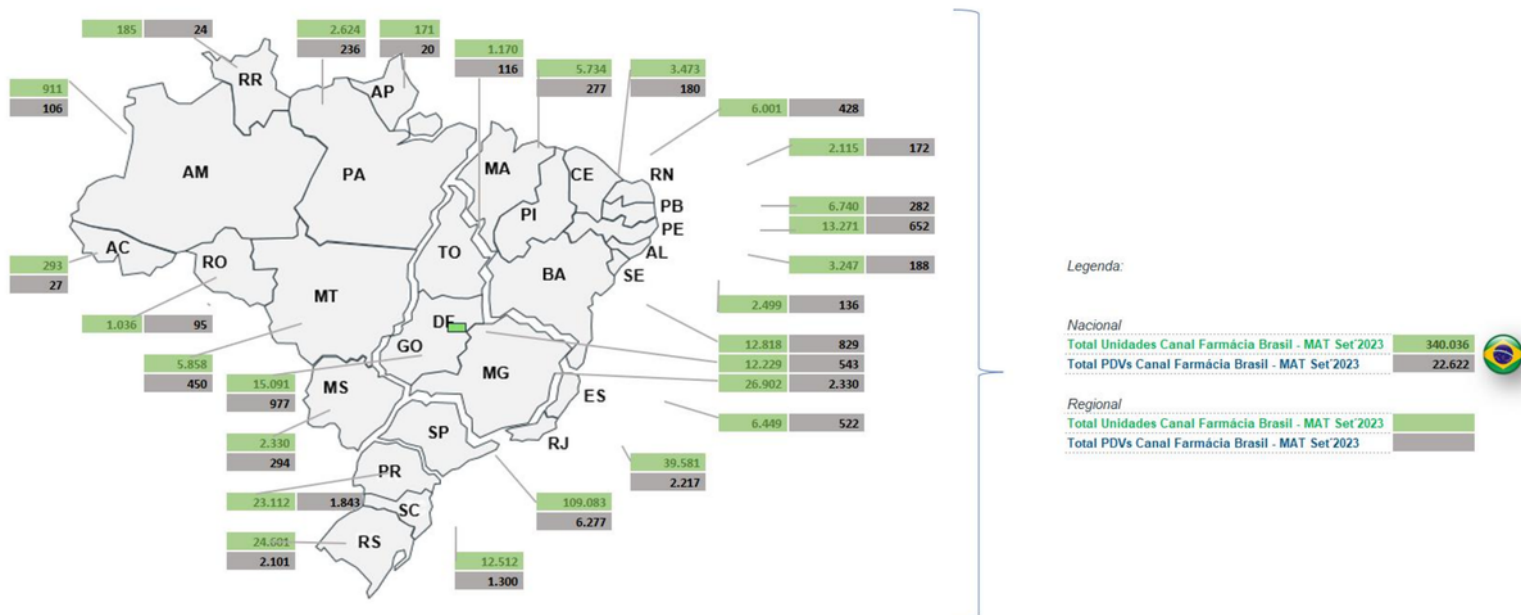 185 24
2.624
236
171
20
1.170
116
5.734
277
3.473
180
911
106
6.001 428
2.115 172
6.740 282
13.271 652
3.247 188
2.499 136
12.818 829
12.229 543
26.902 2.330
6.449 522
39.581
2.217
109.083
6.277
12.512
1.300
24.601
2.101
23.112 1.843
2.330
294
15.091
977
5.858
450
1.036 95
293
27
RR
AP
AM
PA
MA
CE
RN
PB
PI
PE
AC
RO
TO
AL
BA
SE
MT
DF
GO
MG
MS
ES
SP
RJ
PR
SC
RS
Legenda:
Nacional
Total Unidades Canal Farmácia Brasil - MAT Set'2023 340.036
Total PDVs Canal Farmácia Brasil - MAT Set'2023 22.622
Regional
Total Unidades Canal Farmácia Brasil - MAT Set'2023
Total PDVs Canal Farmácia Brasil - MAT Set'2023